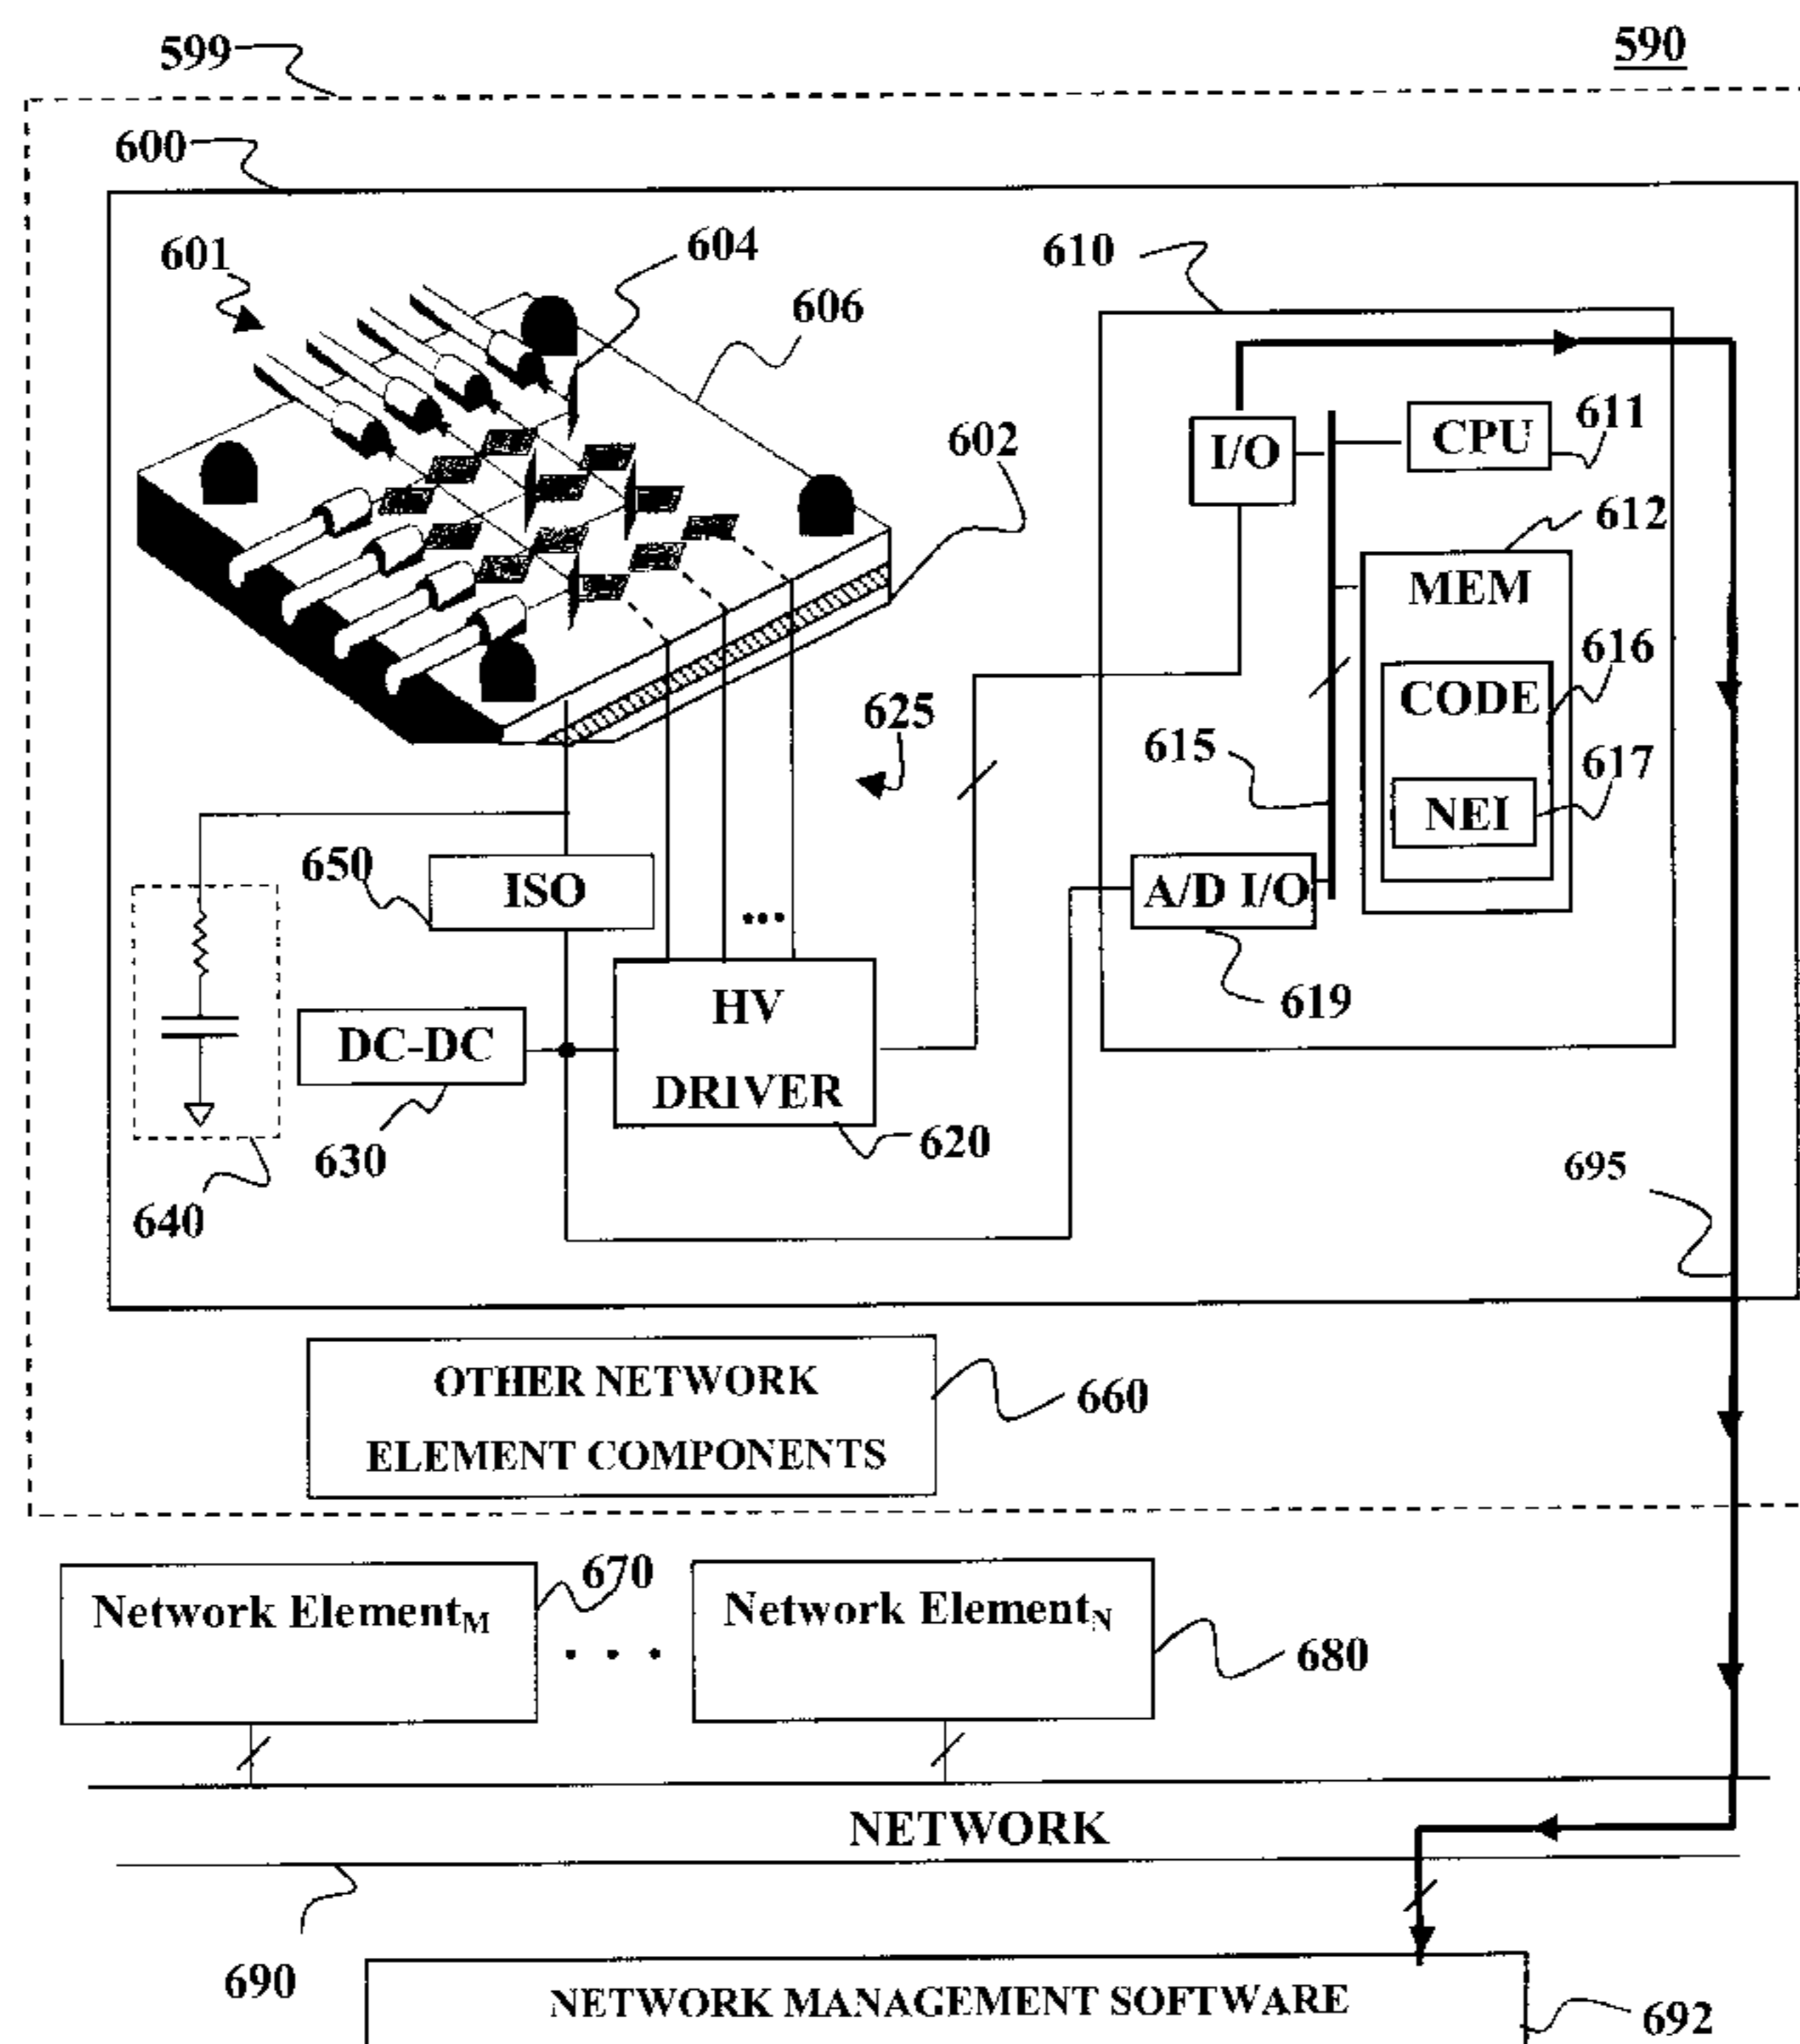 599
590
600
601
604
606
610
602
I/O
CPU
611
612
MEM
616
CODE
625
615
617
NEI
650
ISO
A/D I/O
...
619
HV
DRIVER
DC-DC
630
620
640
695
OTHER NETWORK
ELEMENT COMPONENTS
660
Network ElementM
670
. . .
Network ElementN
680
NETWORK
690
NETWORK MANAGEMENT SOFTWARE
692